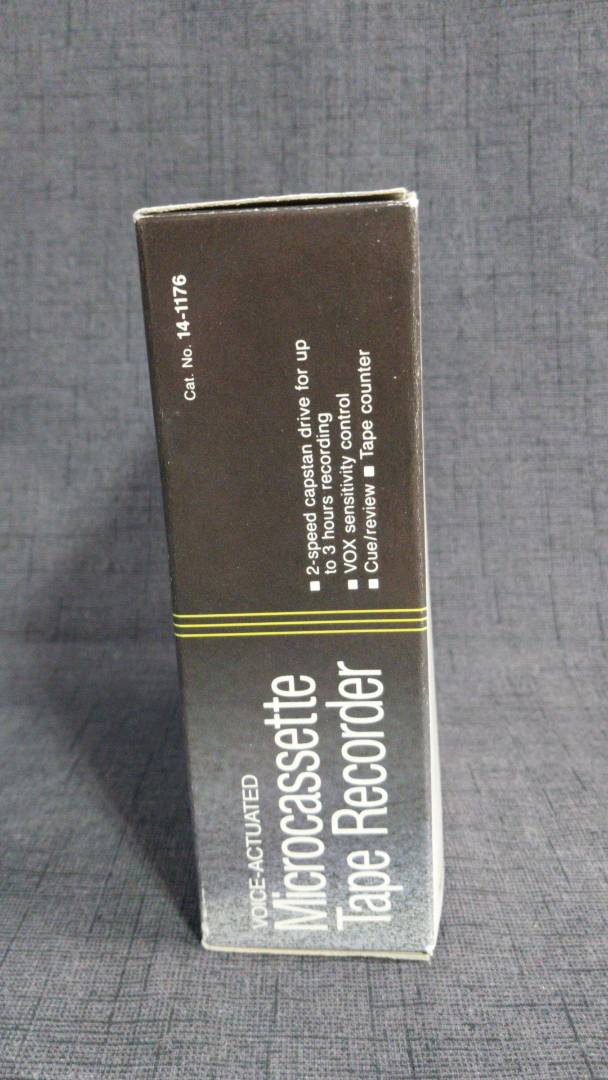 VOICE-ACTUATED
Microcassette
Tape Recorder
Cat. No. 14-1176
■ 2-speed capstan drive for up
to 3 hours recording
■ VOX sensitivity control
■ Cue/review ■ Tape counter